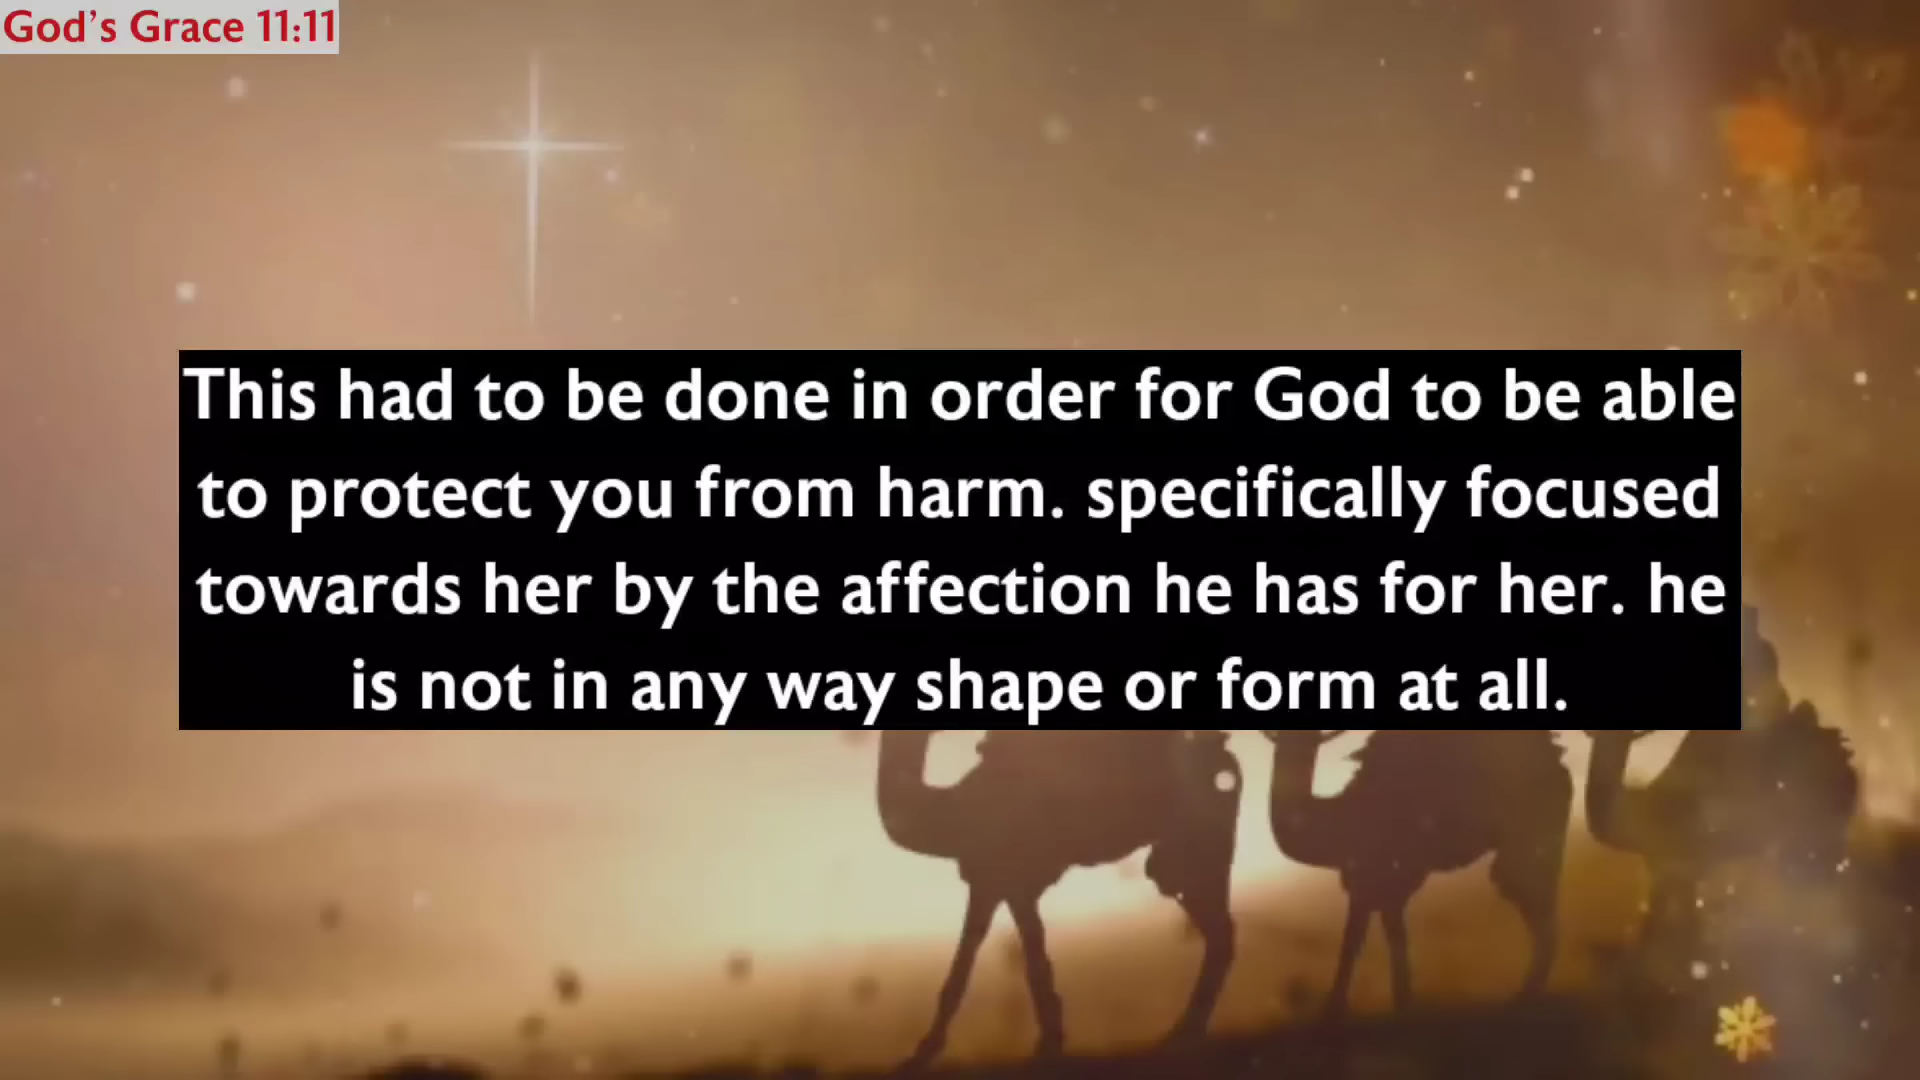 God's Grace 11:11
This had to be done in order for God to be able
to protect you from harm. specifically focused
towards her by the affection he has for her. he
is not in any way shape or form at all.